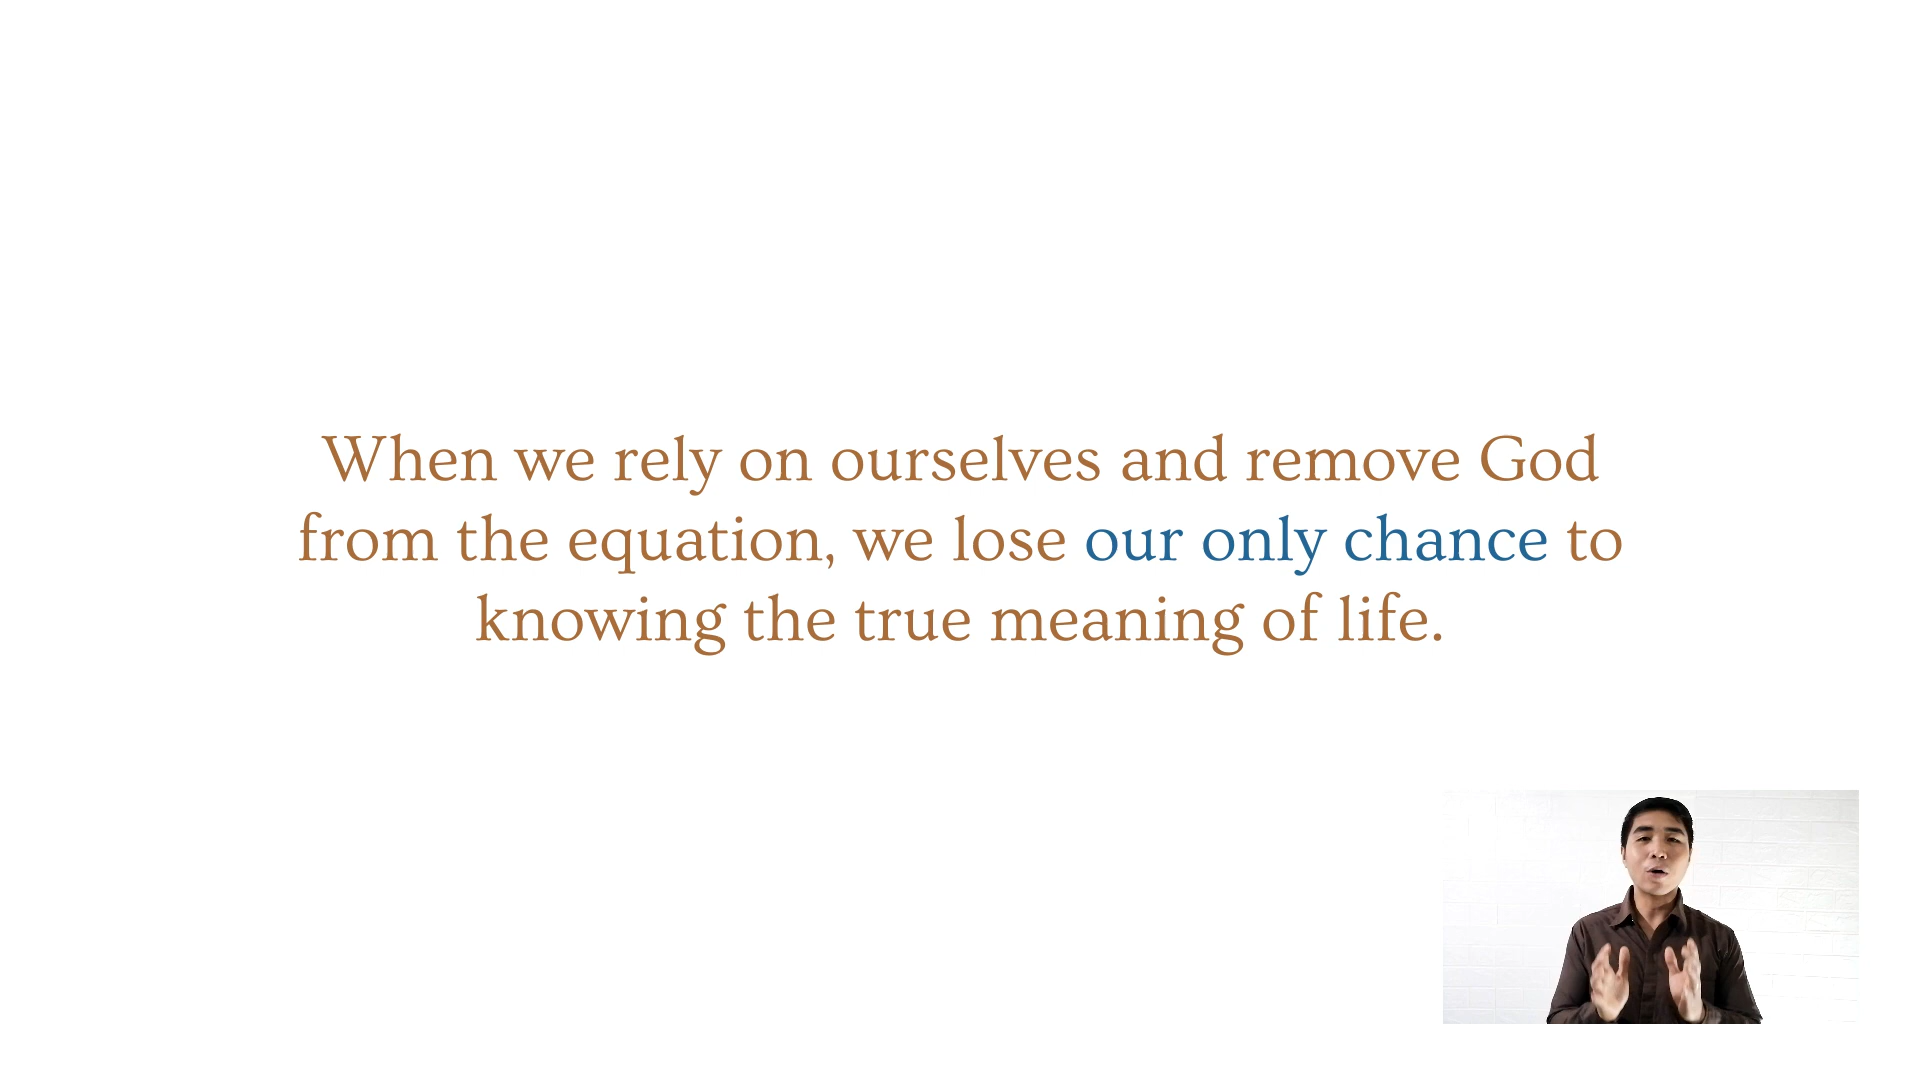 When we rely on ourselves and remove God
from the equation, we lose our only chance to
knowing the true meaning of life.